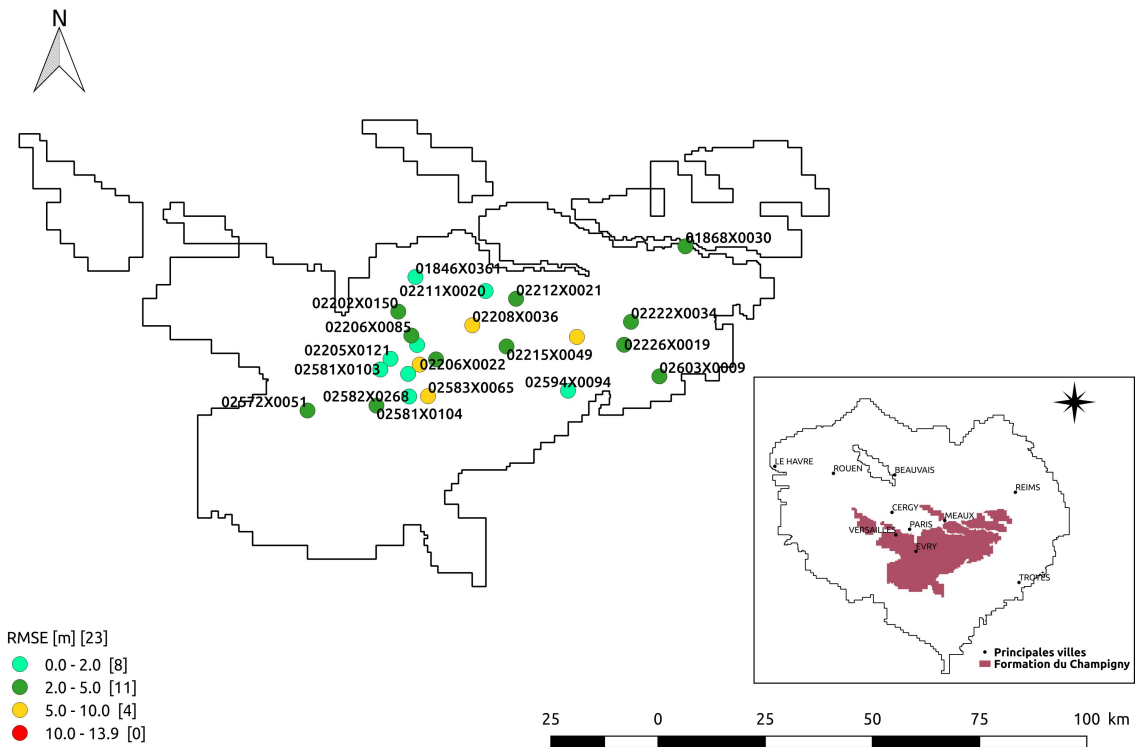 N
01868X0030
01846X0361
02211X0020
02212X0021
02202X0150
02208X0036
02222X0034
02206X0085
02205X0121
02215X0049
02226X0019
02206X0022
02581X0103
02603X0009
02583X0065
02594X0094
02582X0268
02572X0051
02581X0104
LE HAVRE
ROUEN
BEAUVAIS
REIMS
CERGY
MEAUX
VERSAILLES
PARIS
EVRY
TROYES
Principales villes
Formation du Champigny
RMSE [m] [23]
0.0 - 2.0 [8]
2.0 - 5.0 [11]
5.0 - 10.0 [4]
10.0 - 13.9 [0]
25 0 25 50 75 100 km